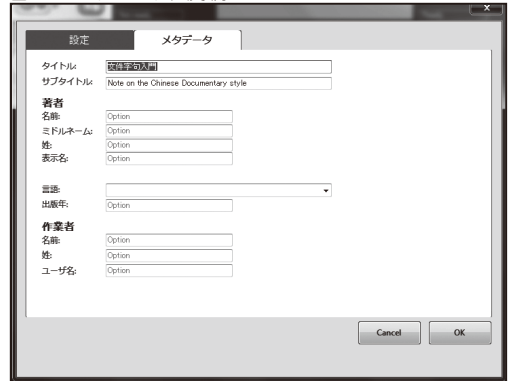 設定 メタデータ
タイトル: 文件字句入門
サブタイトル: Note on the Chinese Documentary style
著者
名前: Option
ミドルネーム: Option
姓: Option
表示名: Option
言語:
出版年: Option
作業者
名前: Option
姓: Option
ユーザ名: Option
Cancel OK